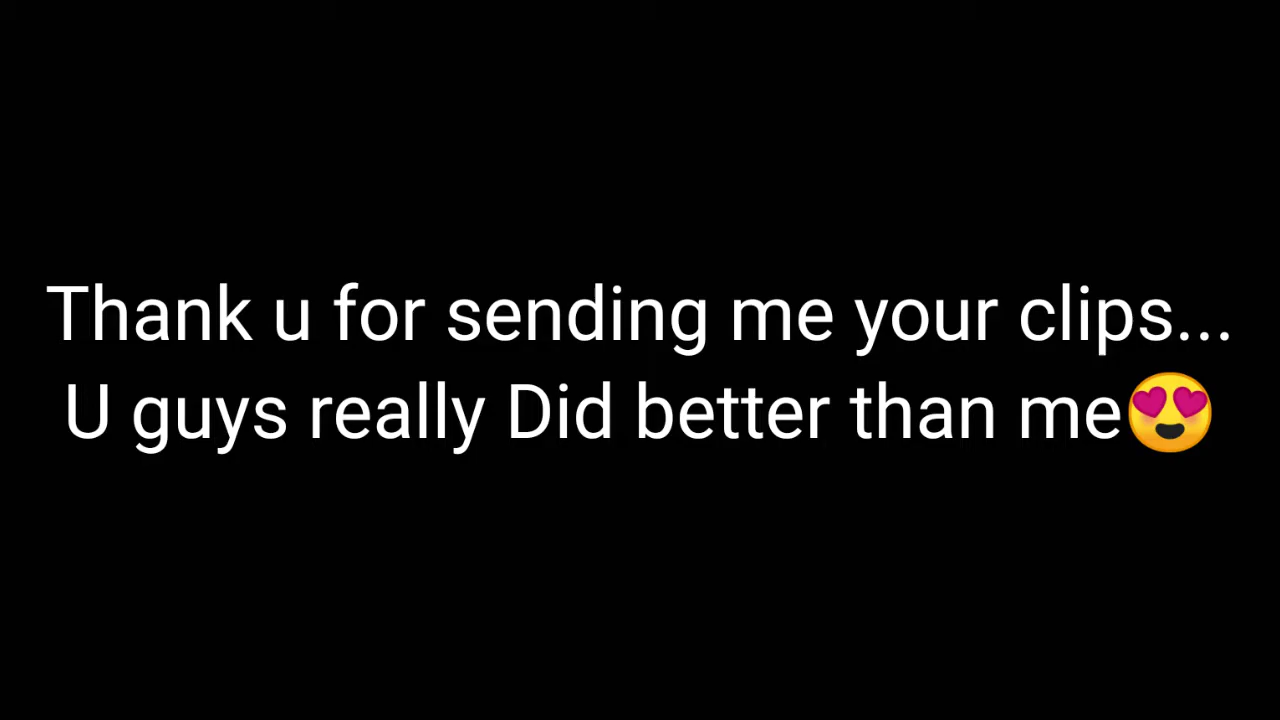 Thank u for sending me your clips...
U guys really Did better than me😍